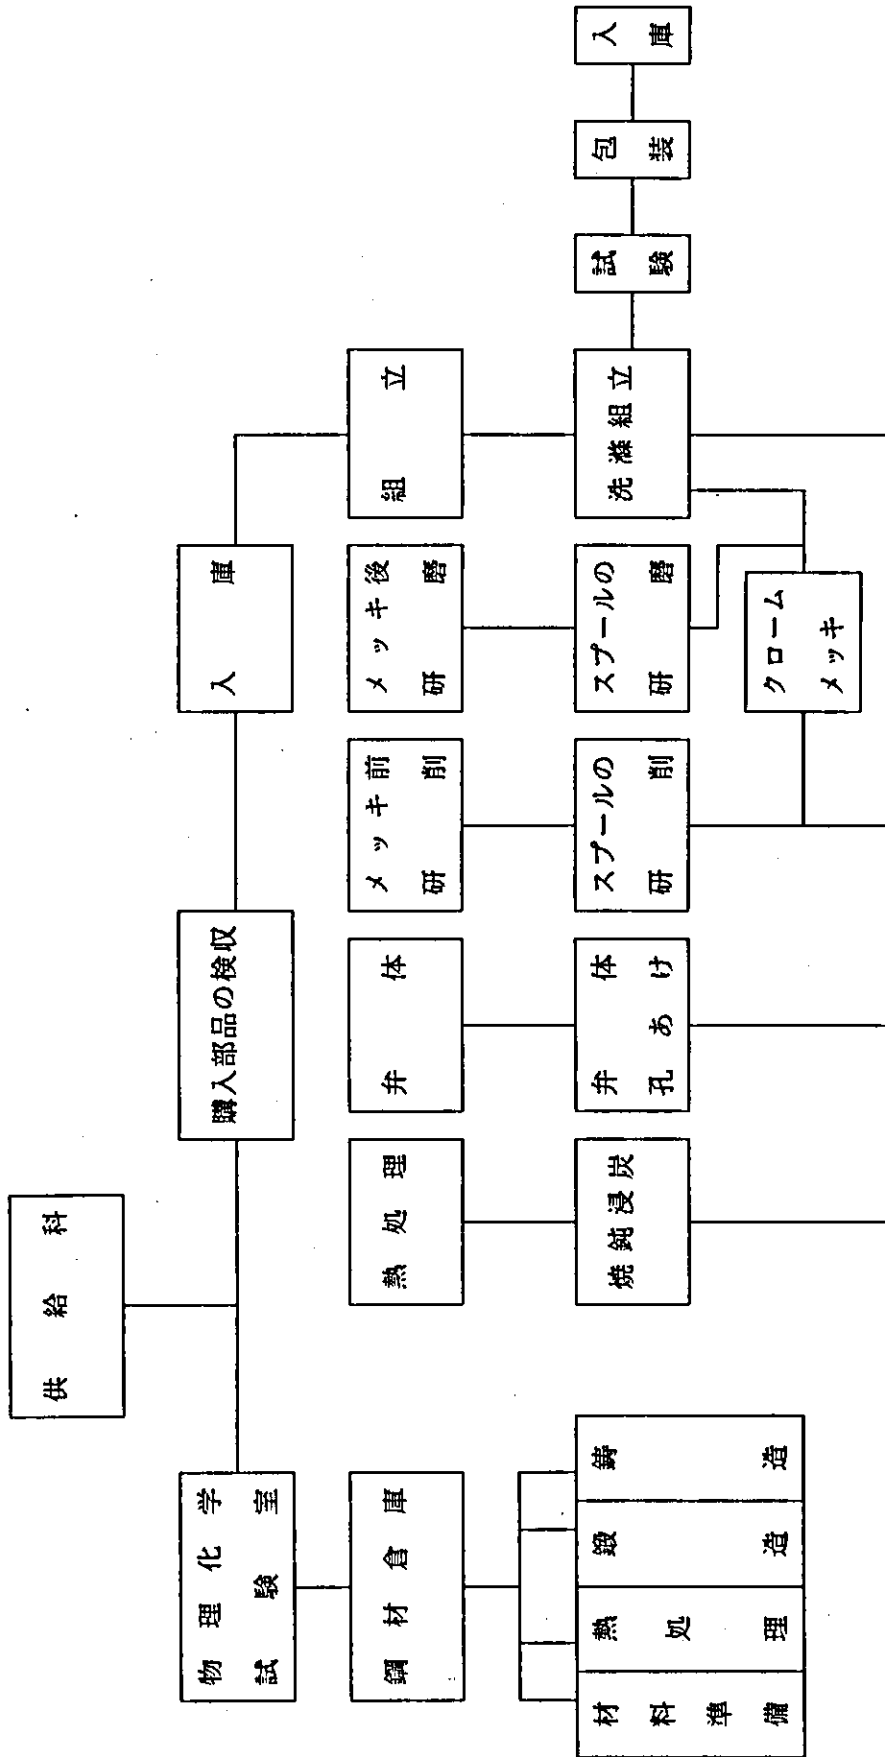 供給科
物理化学
試験室
購入部品の検収
入庫
鋼材倉庫
熱処理
弁体
メッキ前
研削
メッキ後
研磨
組立
材料準備
熱処理
鍛造
鋳造
焼鈍浸炭
弁体
孔あけ
スプールの
研削
スプールの
研磨
洗滌組立
試験
包装
入庫
クローム
メッキ